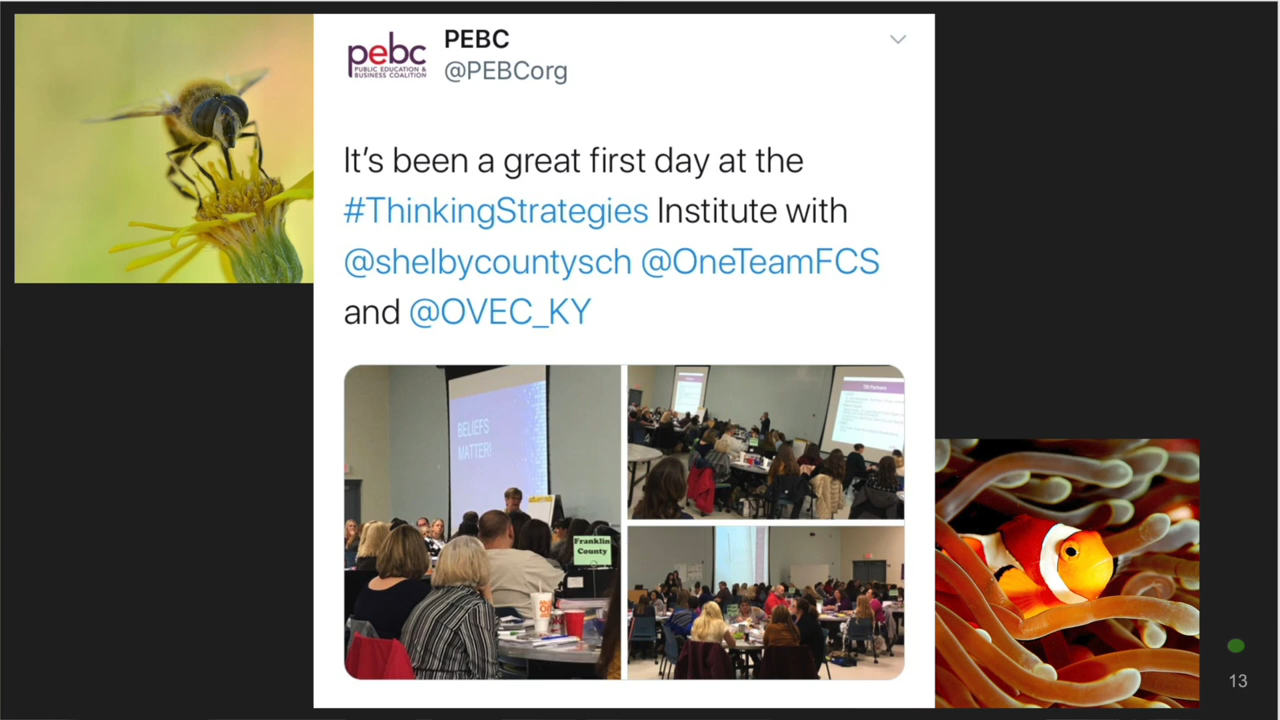 pebc
PUBLIC EDUCATION &
BUSINESS COALITION
PEBC
@PEBCorg
It’s been a great first day at the
#ThinkingStrategies Institute with
@shelbycountysch @OneTeamFCS
and @OVEC_KY
BELIEFS
MATTER!
Franklin
County
13